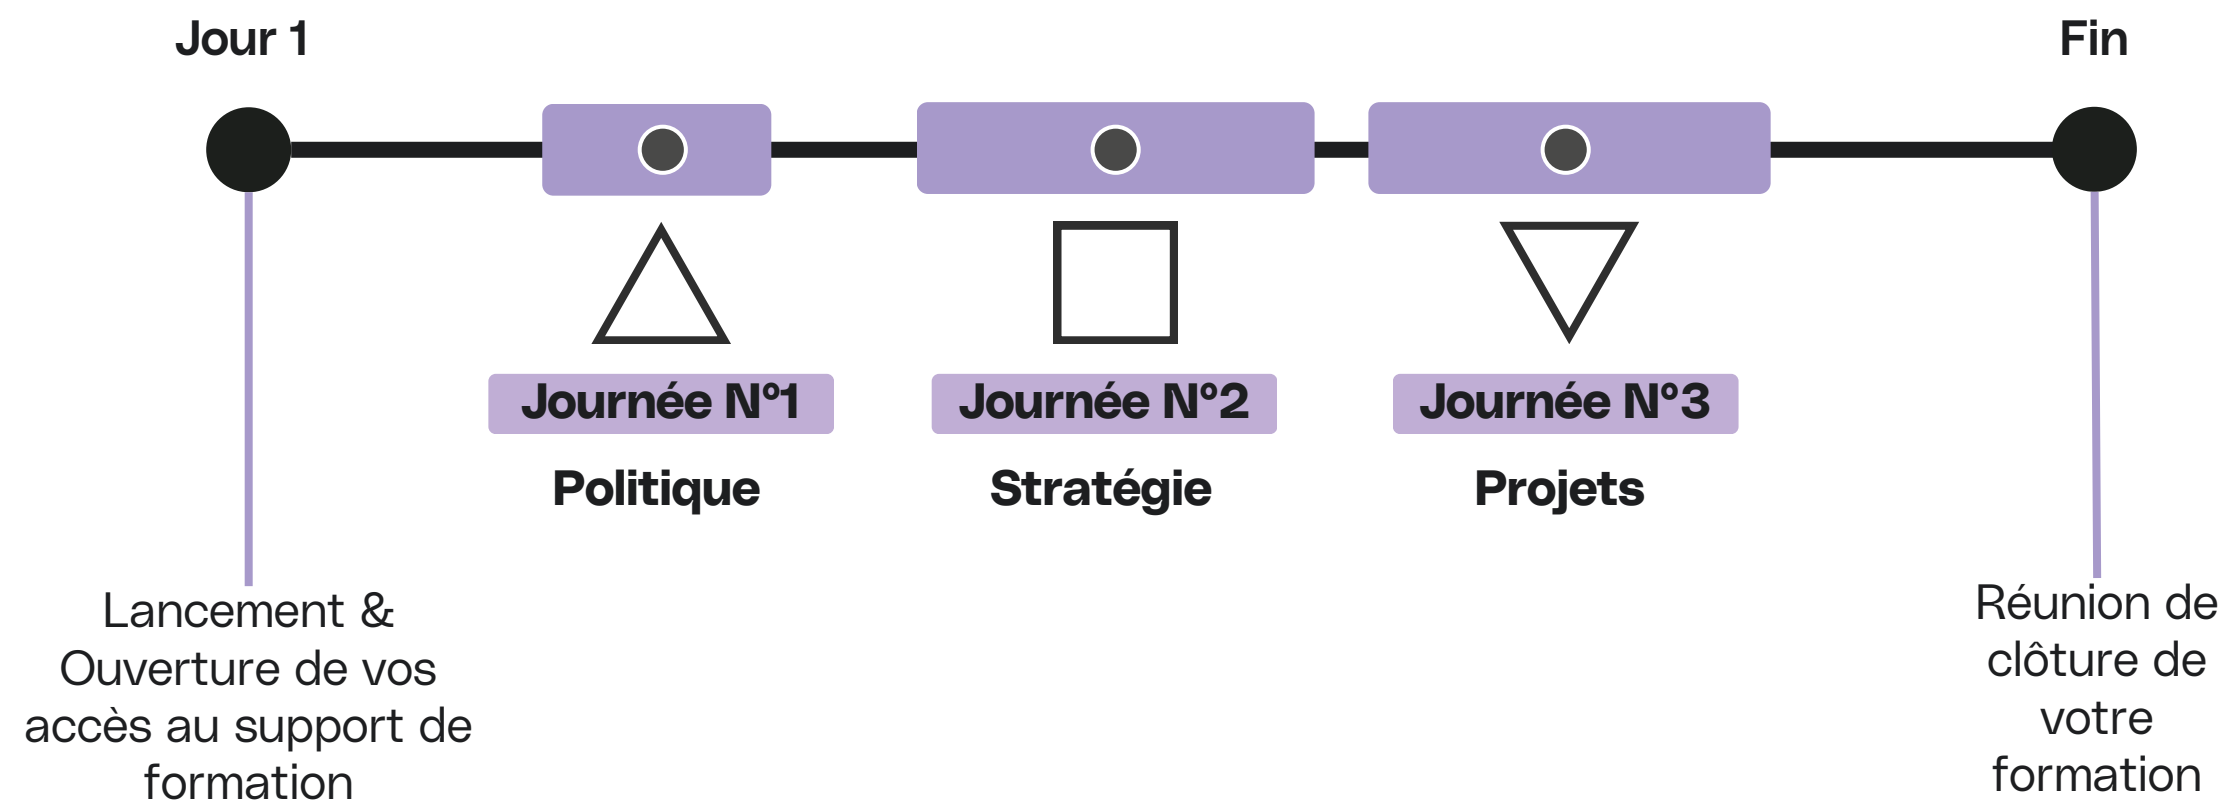 Jour 1
Fin
Journée N°1
Journée N°2
Journée N°3
Politique
Stratégie
Projets
Lancement &
Ouverture de vos
accès au support de
formation
Réunion de
clôture de
votre
formation